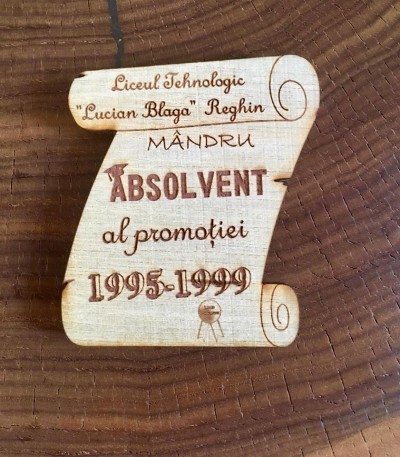 Liceul Tehnologic
"Lucian Blaga" Reghin
MÂNDRU
ABSOLVENT
al promoției
1995-1999